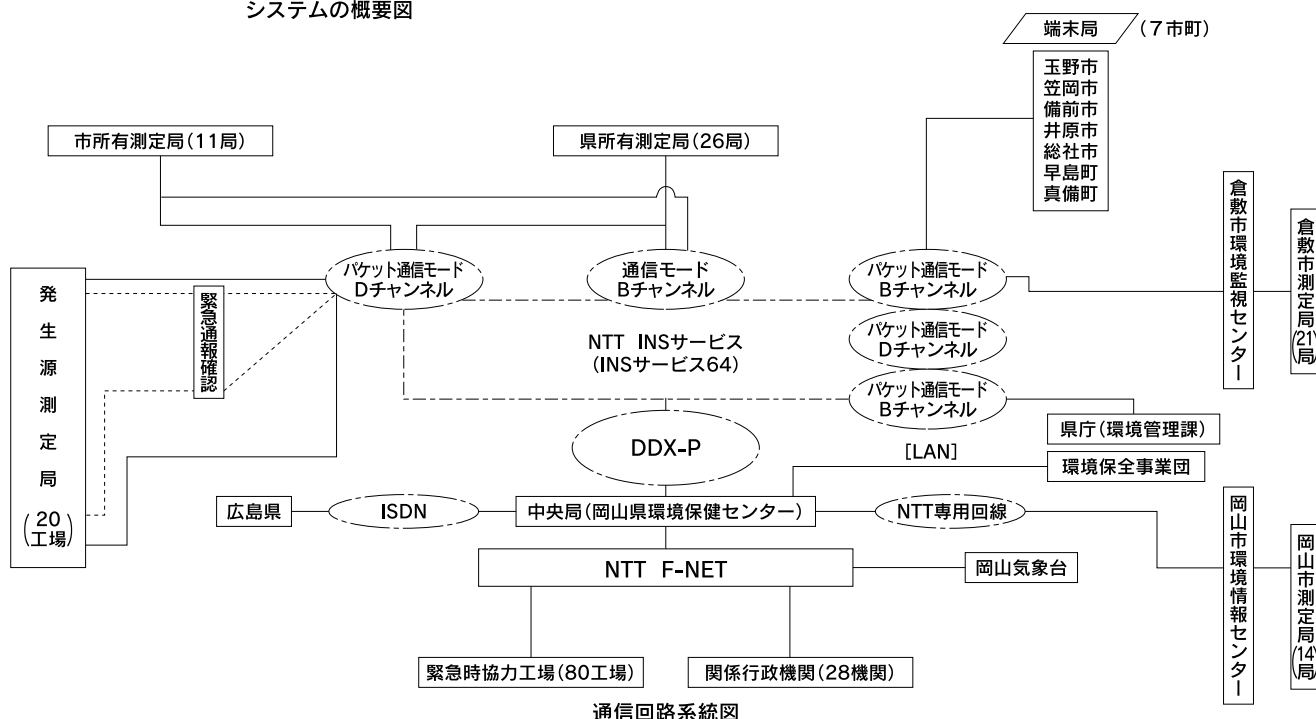 システムの概要図
端末局
(7市町)
玉野市
笠岡市
備前市
井原市
総社市
早島町
真備町
市所有測定局(11局)
県所有測定局(26局)
パケット通信モード
Dチャンネル
通信モード
Bチャンネル
パケット通信モード
Bチャンネル
パケット通信モード
Dチャンネル
パケット通信モード
Bチャンネル
NTT INSサービス
(INSサービス64)
発生源測定局
(20工場)
緊急通報確認
倉敷市環境監視センター
倉敷市測定局(21局)
県庁(環境管理課)
DDX-P
[LAN]
環境保全事業団
広島県
ISDN
中央局(岡山県環境保健センター)
NTT専用回線
岡山市環境情報センター
岡山市測定局(14局)
NTT F-NET
岡山気象台
緊急時協力工場(80工場)
関係行政機関(28機関)
通信回路系統図